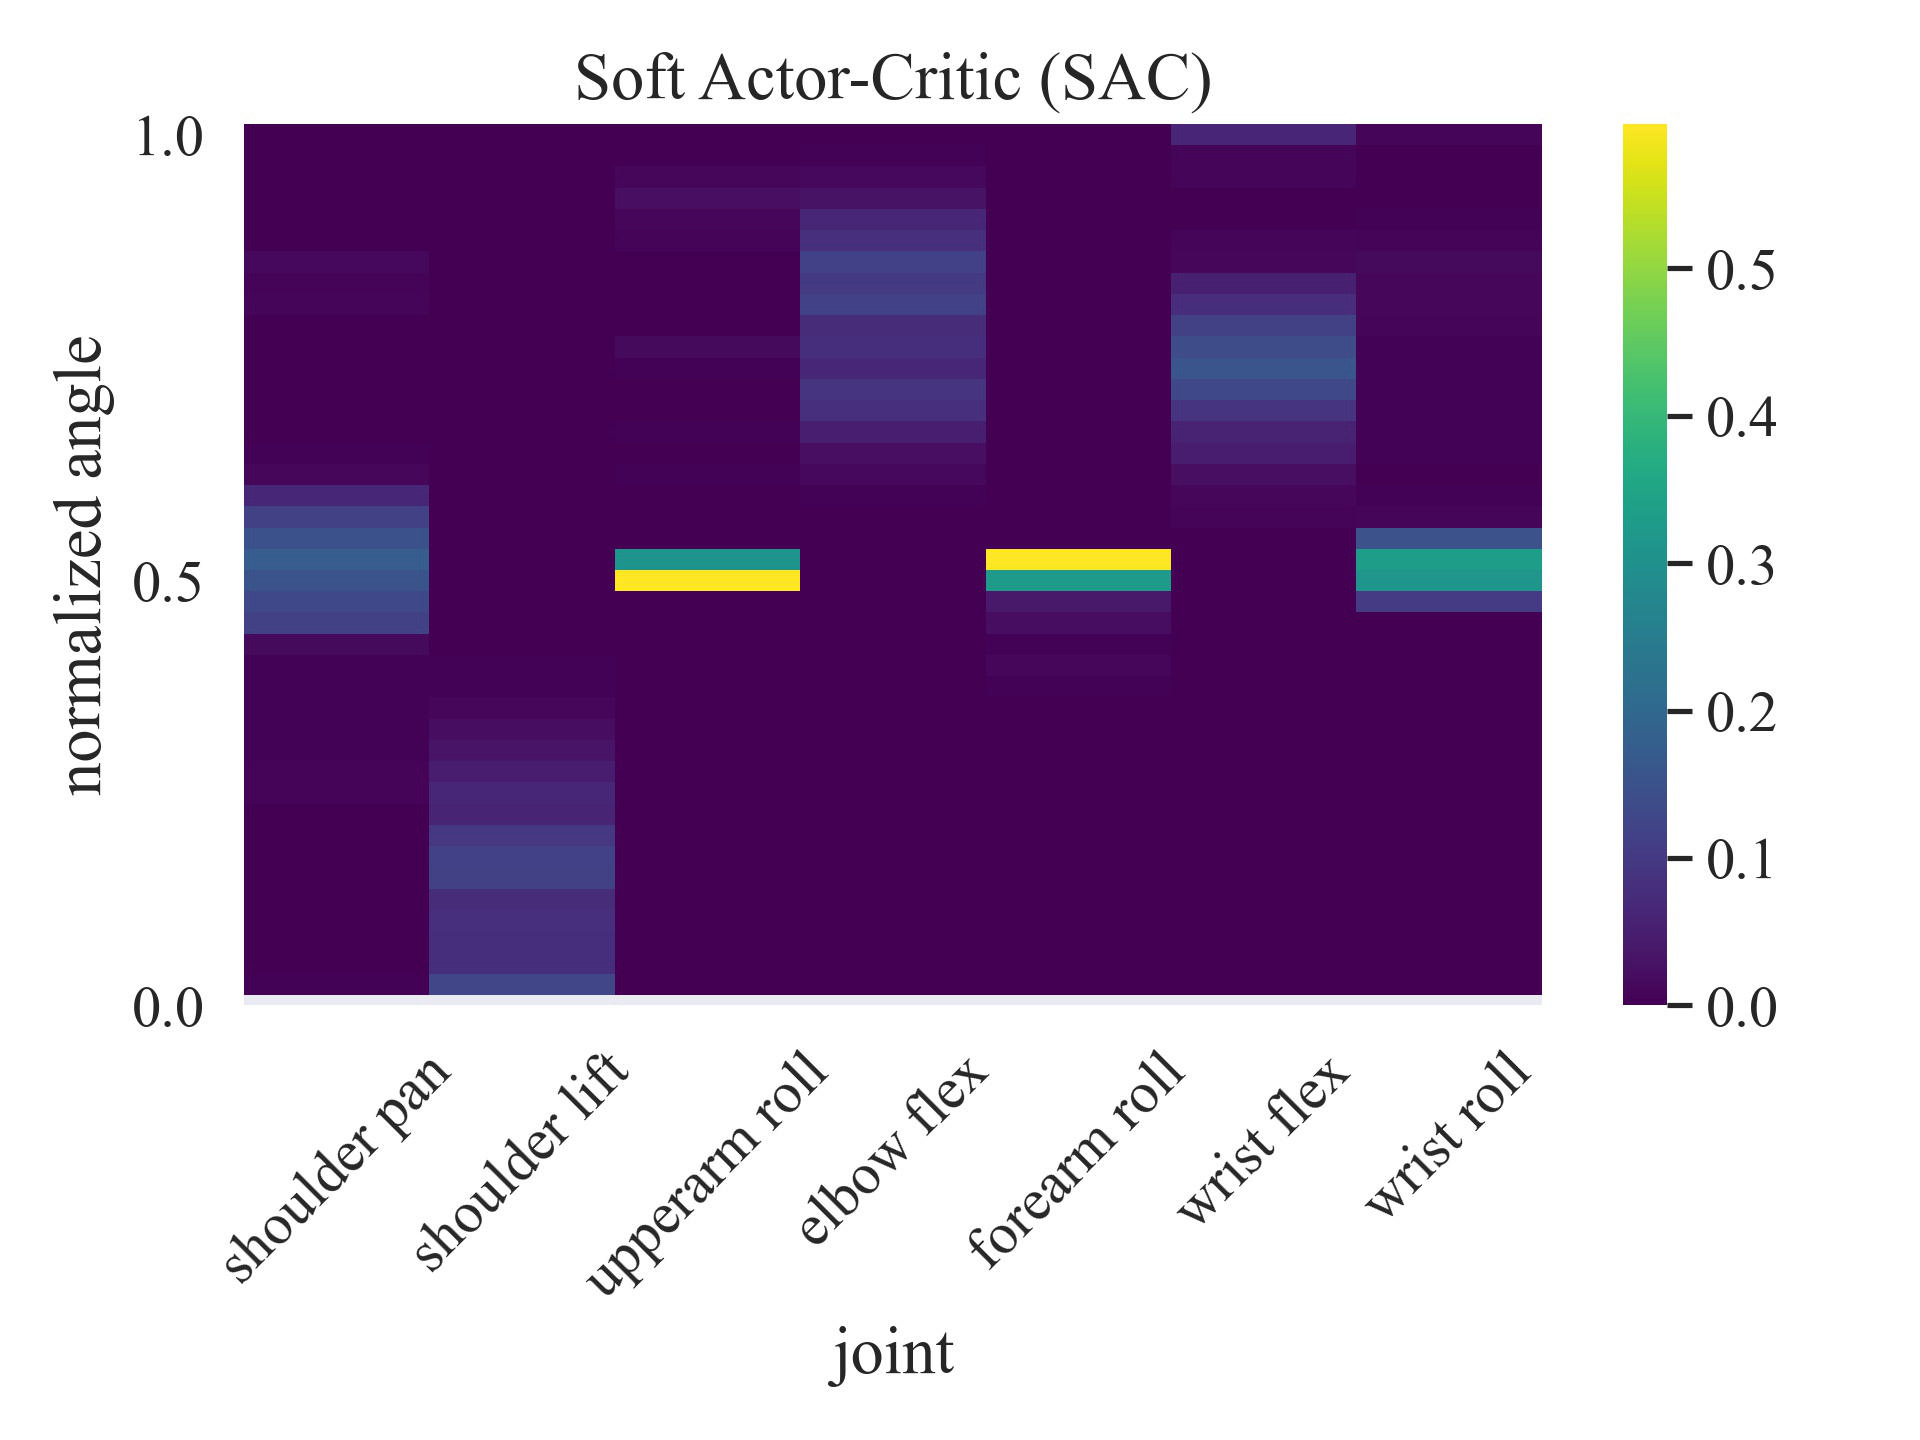 Soft Actor-Critic (SAC)
1.0
0.5
0.0
normalized angle
shoulder pan
shoulder lift
upperarm roll
elbow flex
forearm roll
wrist flex
wrist roll
joint
0.5
0.4
0.3
0.2
0.1
0.0